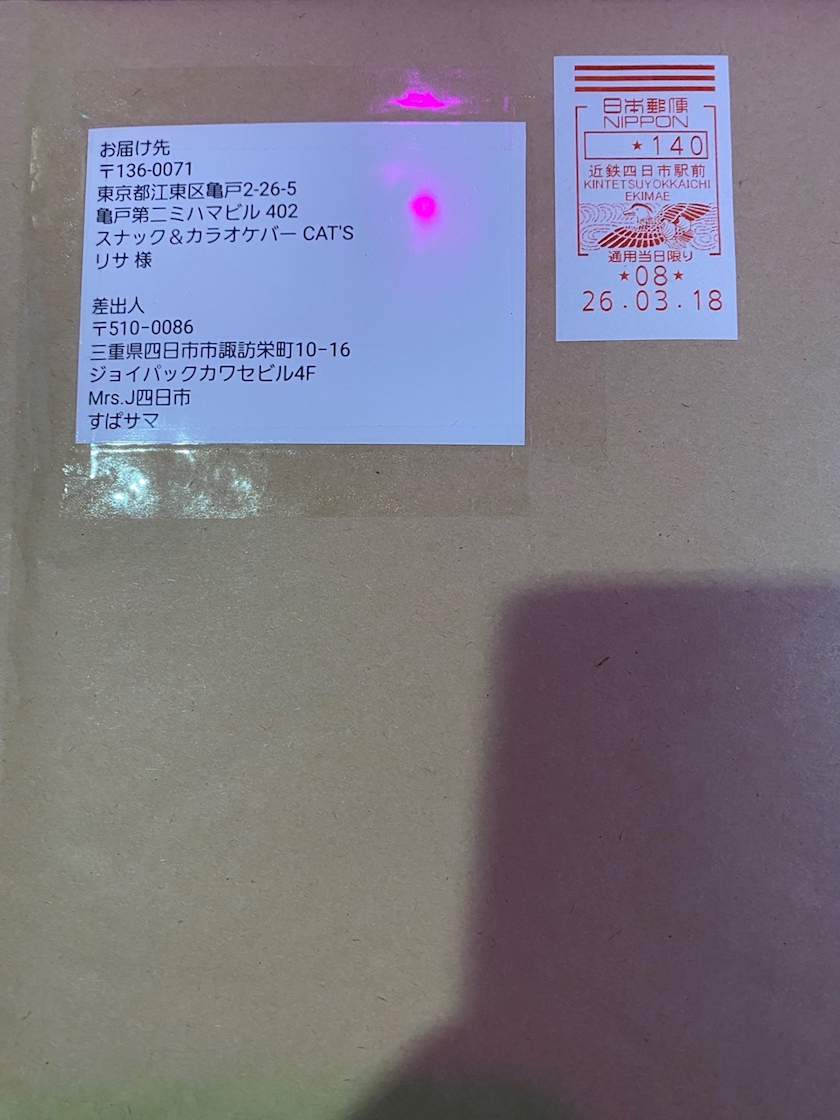 お届け先
〒136-0071
東京都江東区亀戸2-26-5
亀戸第二ミハマビル 402
スナック＆カラオケバー CAT'S
リサ 様
差出人
〒510-0086
三重県四日市市諏訪栄町10-16
ジョイパックカワセビル4F
Mrs.J四日市
すぱサマ
日本郵便
NIPPON
★140
近鉄四日市駅前
KINTETSUYOKKAICHI
EKIMAE
通用当日限り
★08★
26.03.18